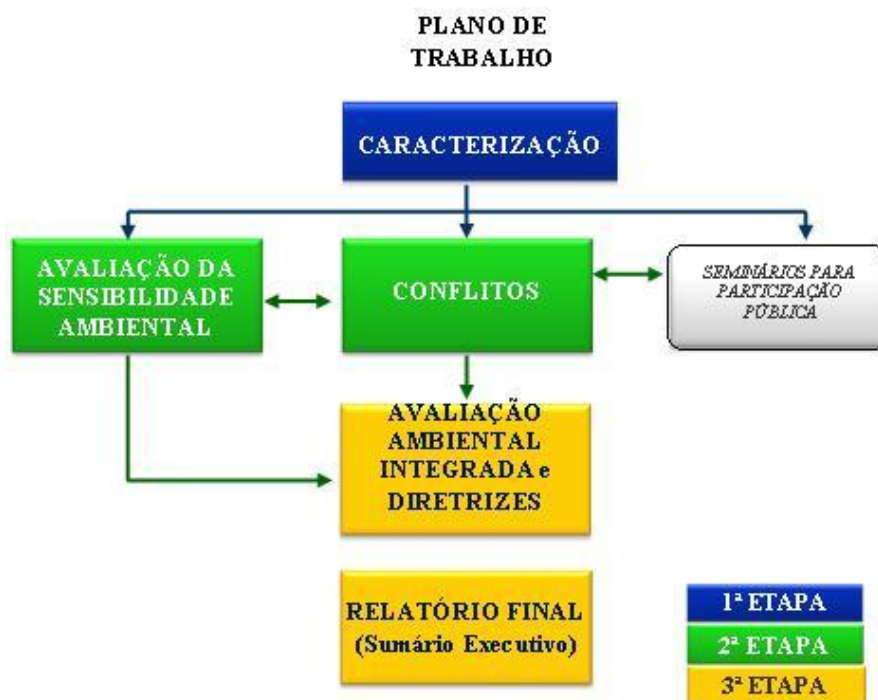 PLANO DE
TRABALHO
CARACTERIZAÇÃO
AVALIAÇÃO DA
SENSIBILIDADE
AMBIENTAL
CONFLITOS
SEMINÁRIOS PARA
PARTICIPAÇÃO
PÚBLICA
AVALIAÇÃO
AMBIENTAL
INTEGRADA e
DIRETRIZES
RELATÓRIO FINAL
(Sumário Executivo)
1ª ETAPA
2ª ETAPA
3ª ETAPA